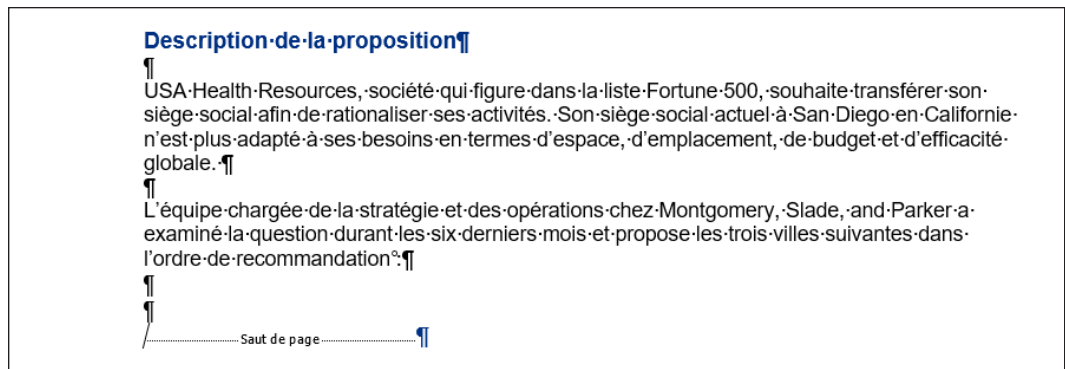 Description·de·la·proposition¶
¶
USA·Health·Resources,·société·qui·figure·dans·la·liste·Fortune·500,·souhaite·transférer·son·
siège·social·afin·de·rationaliser·ses·activités.·Son·siège·social·actuel·à·San·Diego·en·Californie·
n’est·plus·adapté·à·ses·besoins·en·termes·d’espace,·d’emplacement,·de·budget·et·d’efficacité·
globale.·¶
¶
L’équipe·chargée·de·la·stratégie·et·des·opérations·chez·Montgomery,·Slade,·and·Parker·a·
examiné·la·question·durant·les·six·derniers·mois·et·propose·les·trois·villes·suivantes·dans·
l’ordre·de·recommandation°:¶
¶
¶
Saut de page¶